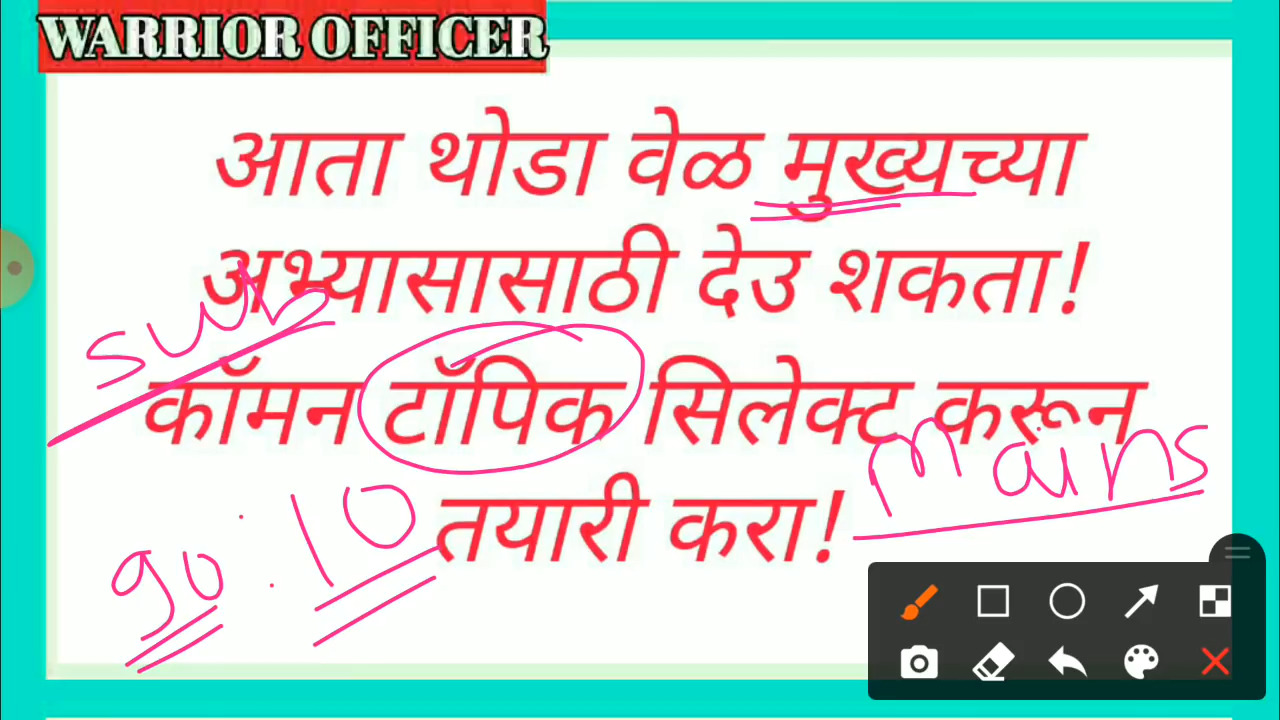 WARRIOR OFFICER
आता थोडा वेळ मुख्यच्या
अभ्यासासाठी देउ शकता!
sub
कॉमन टॉपिक सिलेक्ट करून
mains
तयारी करा!
90 : 10